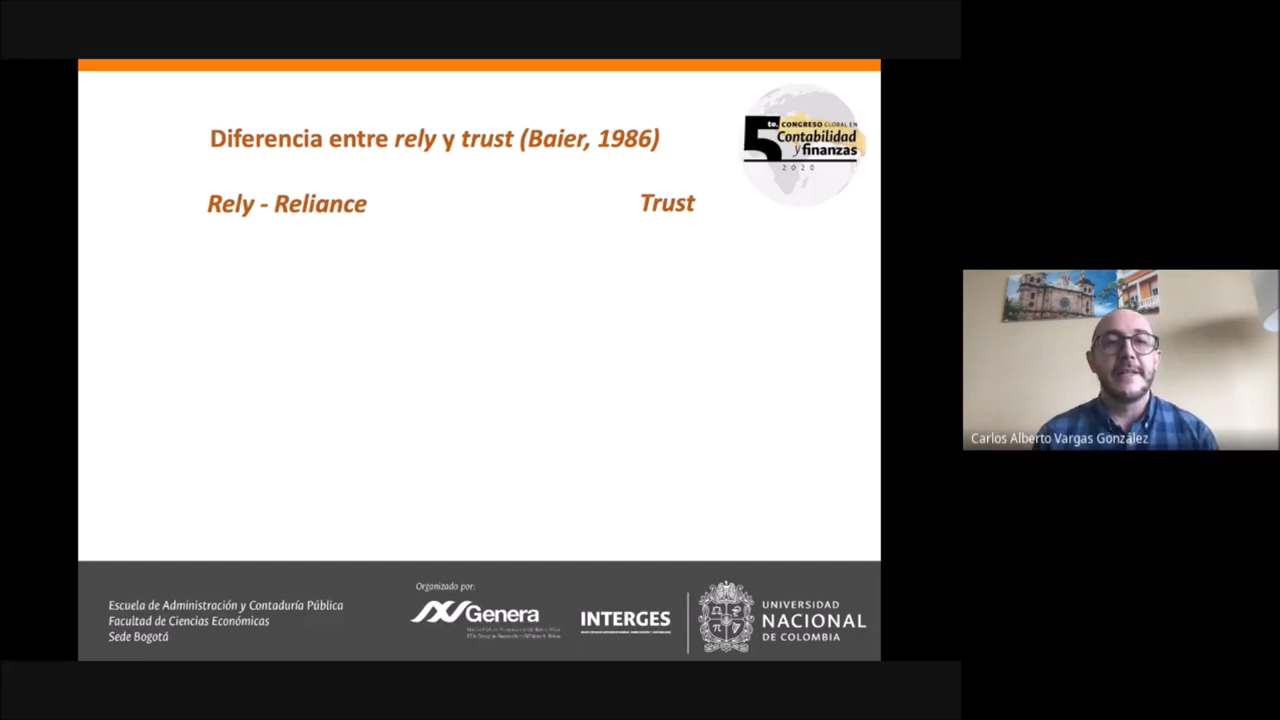 Diferencia entre rely y trust (Baier, 1986)
5to. CONGRESO GLOBAL EN
Contabilidad
y finanzas
2020
Rely - Reliance
Trust
Carlos Alberto Vargas González
Escuela de Administración y Contaduría Pública
Facultad de Ciencias Económicas
Sede Bogotá
Organizado por:
Genera
INTERGES
UNIVERSIDAD
NACIONAL
DE COLOMBIA